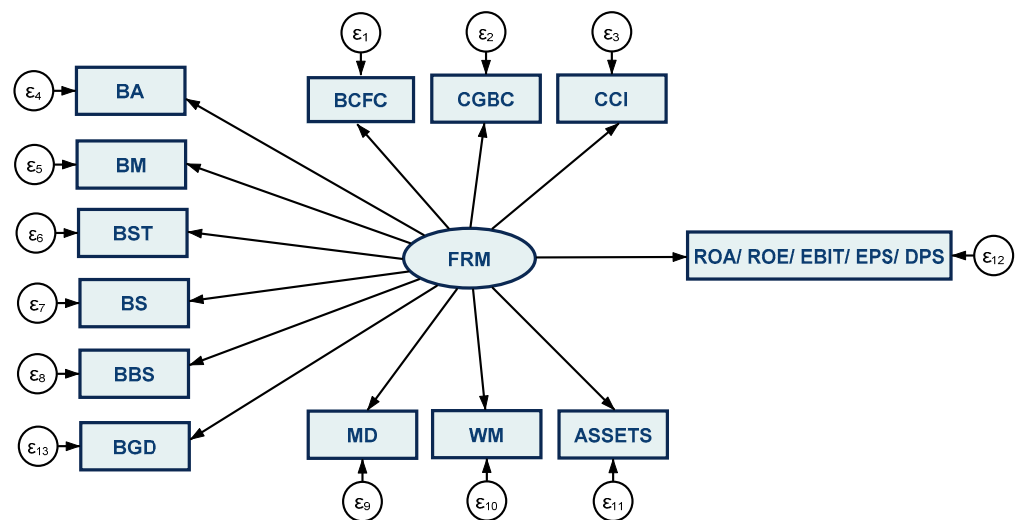 ε1
ε2
ε3
BCFC
CGBC
CCI
ε4
BA
ε5
BM
ε6
BST
FRM
ROA/ ROE/ EBIT/ EPS/ DPS
ε12
ε7
BS
ε8
BBS
ε13
BGD
MD
WM
ASSETS
ε9
ε10
ε11